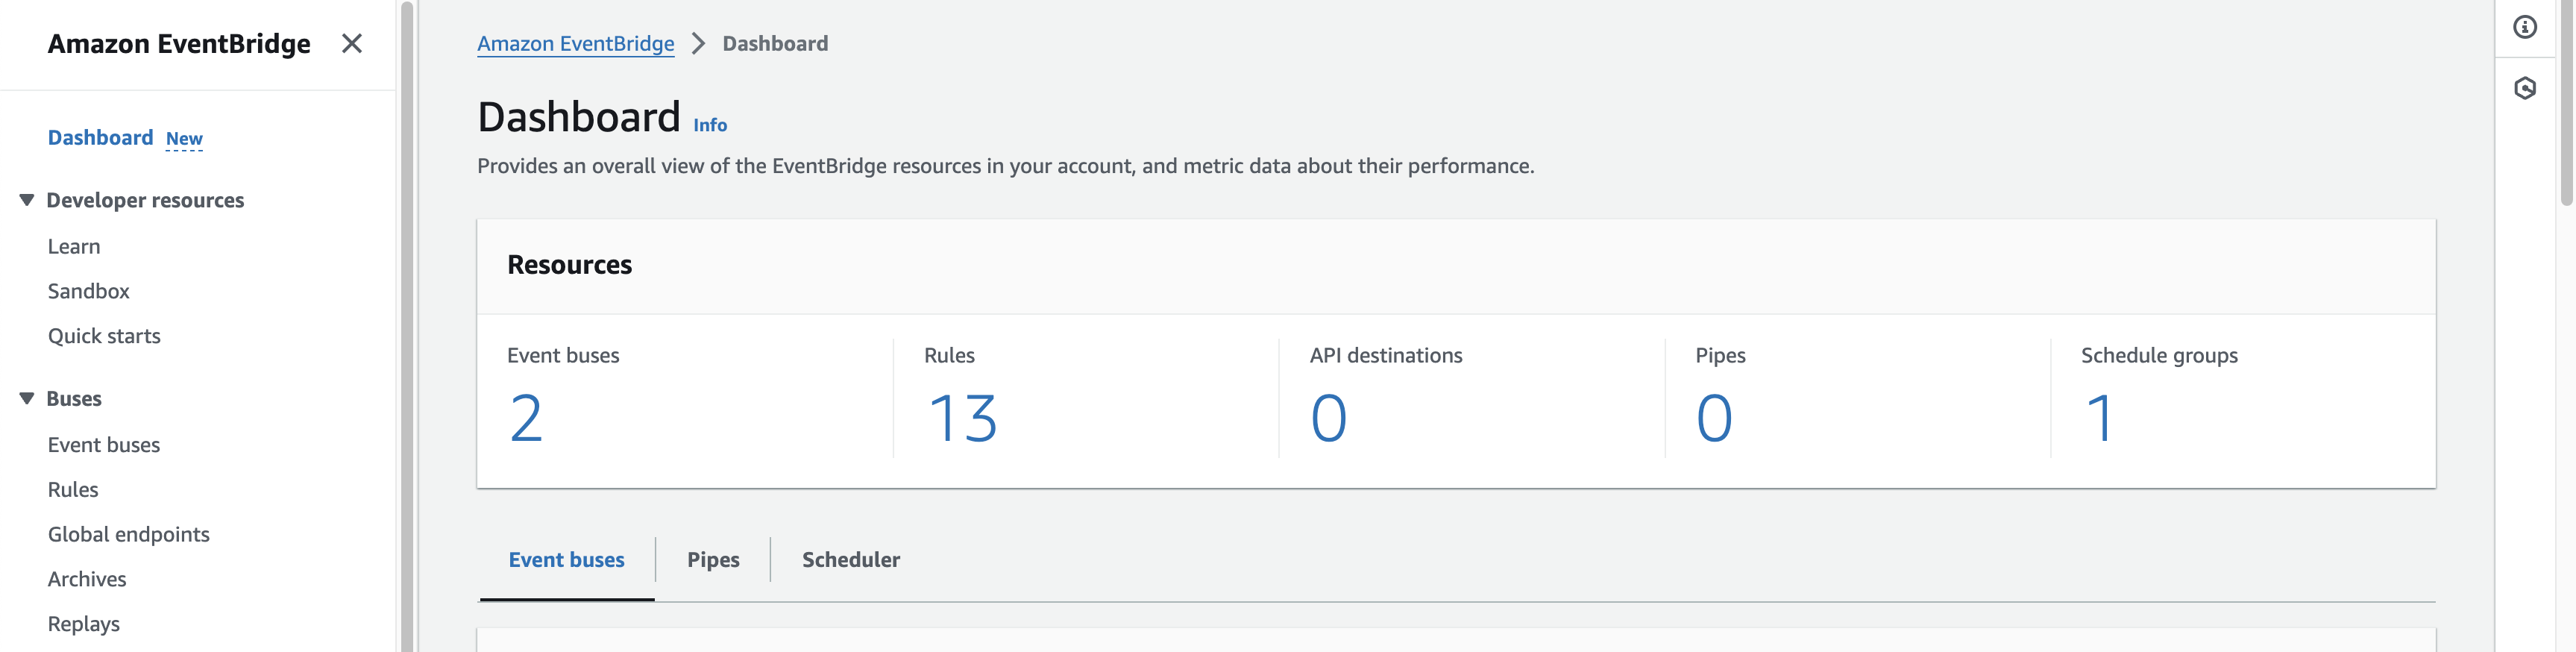 Amazon EventBridge
Dashboard New
Developer resources
Learn
Sandbox
Quick starts
Buses
Event buses
Rules
Global endpoints
Archives
Replays
Amazon EventBridge > Dashboard
Dashboard Info
Provides an overall view of the EventBridge resources in your account, and metric data about their performance.
Resources
Event buses
2
Rules
13
API destinations
0
Pipes
0
Schedule groups
1
Event buses
Pipes
Scheduler